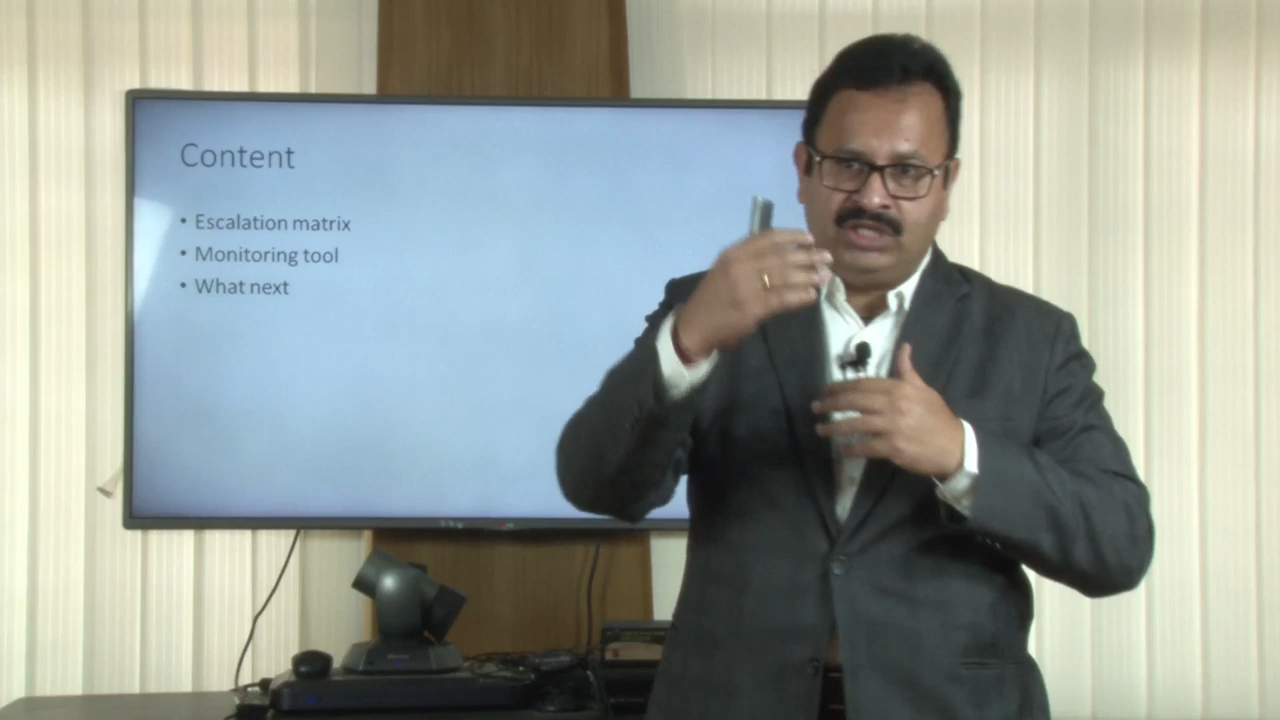 Content
• Escalation matrix
• Monitoring tool
• What next